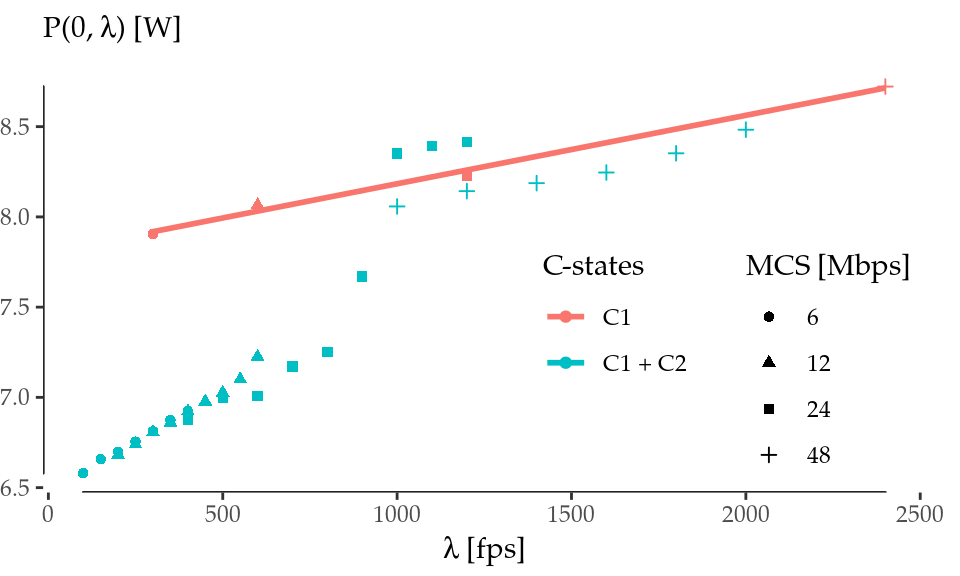 P(0, λ) [W]
8.5
8.0
7.5
7.0
6.5
0 500 1000 1500 2000 2500
λ [fps]
C-states
C1
C1 + C2
MCS [Mbps]
6
12
24
48